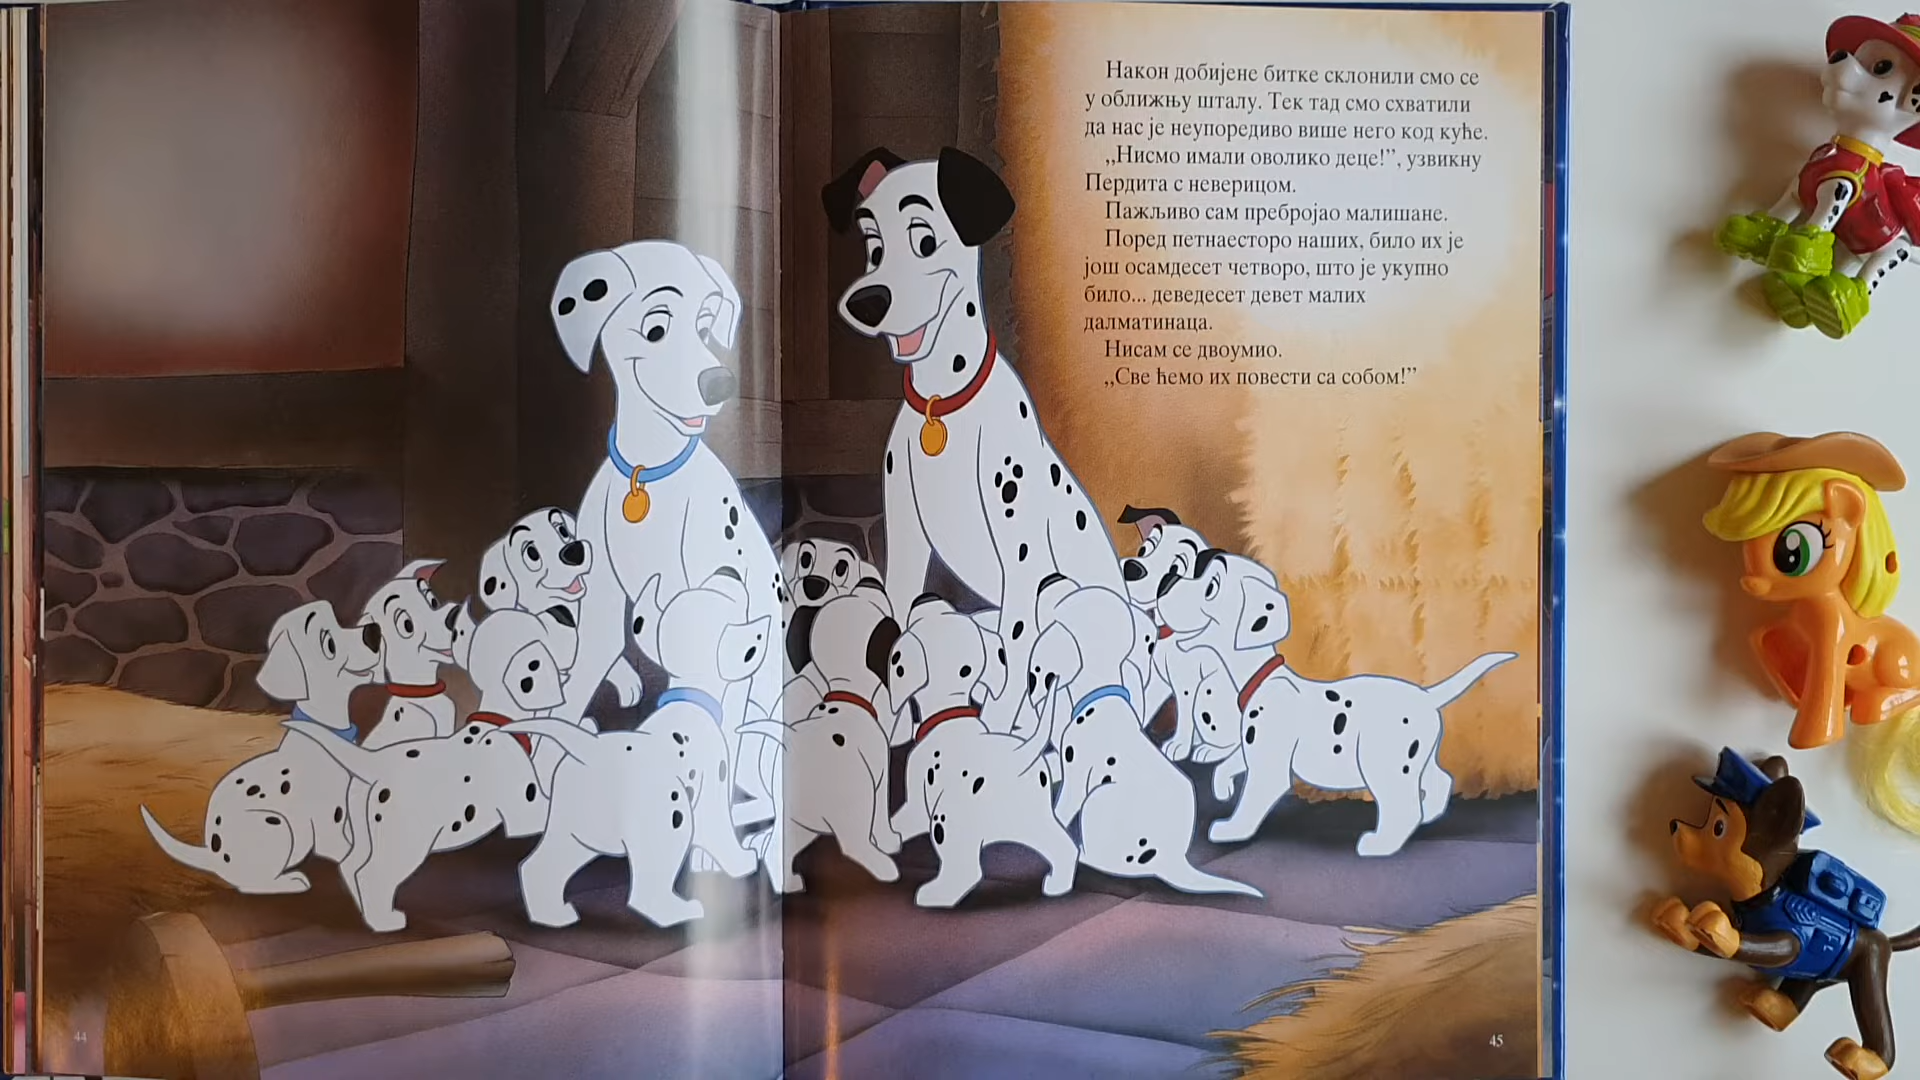 Након добијене битке склонили смо се
у оближњу шталу. Тек тад смо схватили
да нас је неупоредиво више него код куће.
„Нисмо имали оволико деце!”, узвикну
Пердита с неверицом.
Пажљиво сам пребројао малишане.
Поред петнаесторо наших, било их је
још осамдесет четворо, што је укупно
било... деведесет девет малих
далматинаца.
Нисам се двоумио.
„Све ћемо их повести са собом!”
44
45